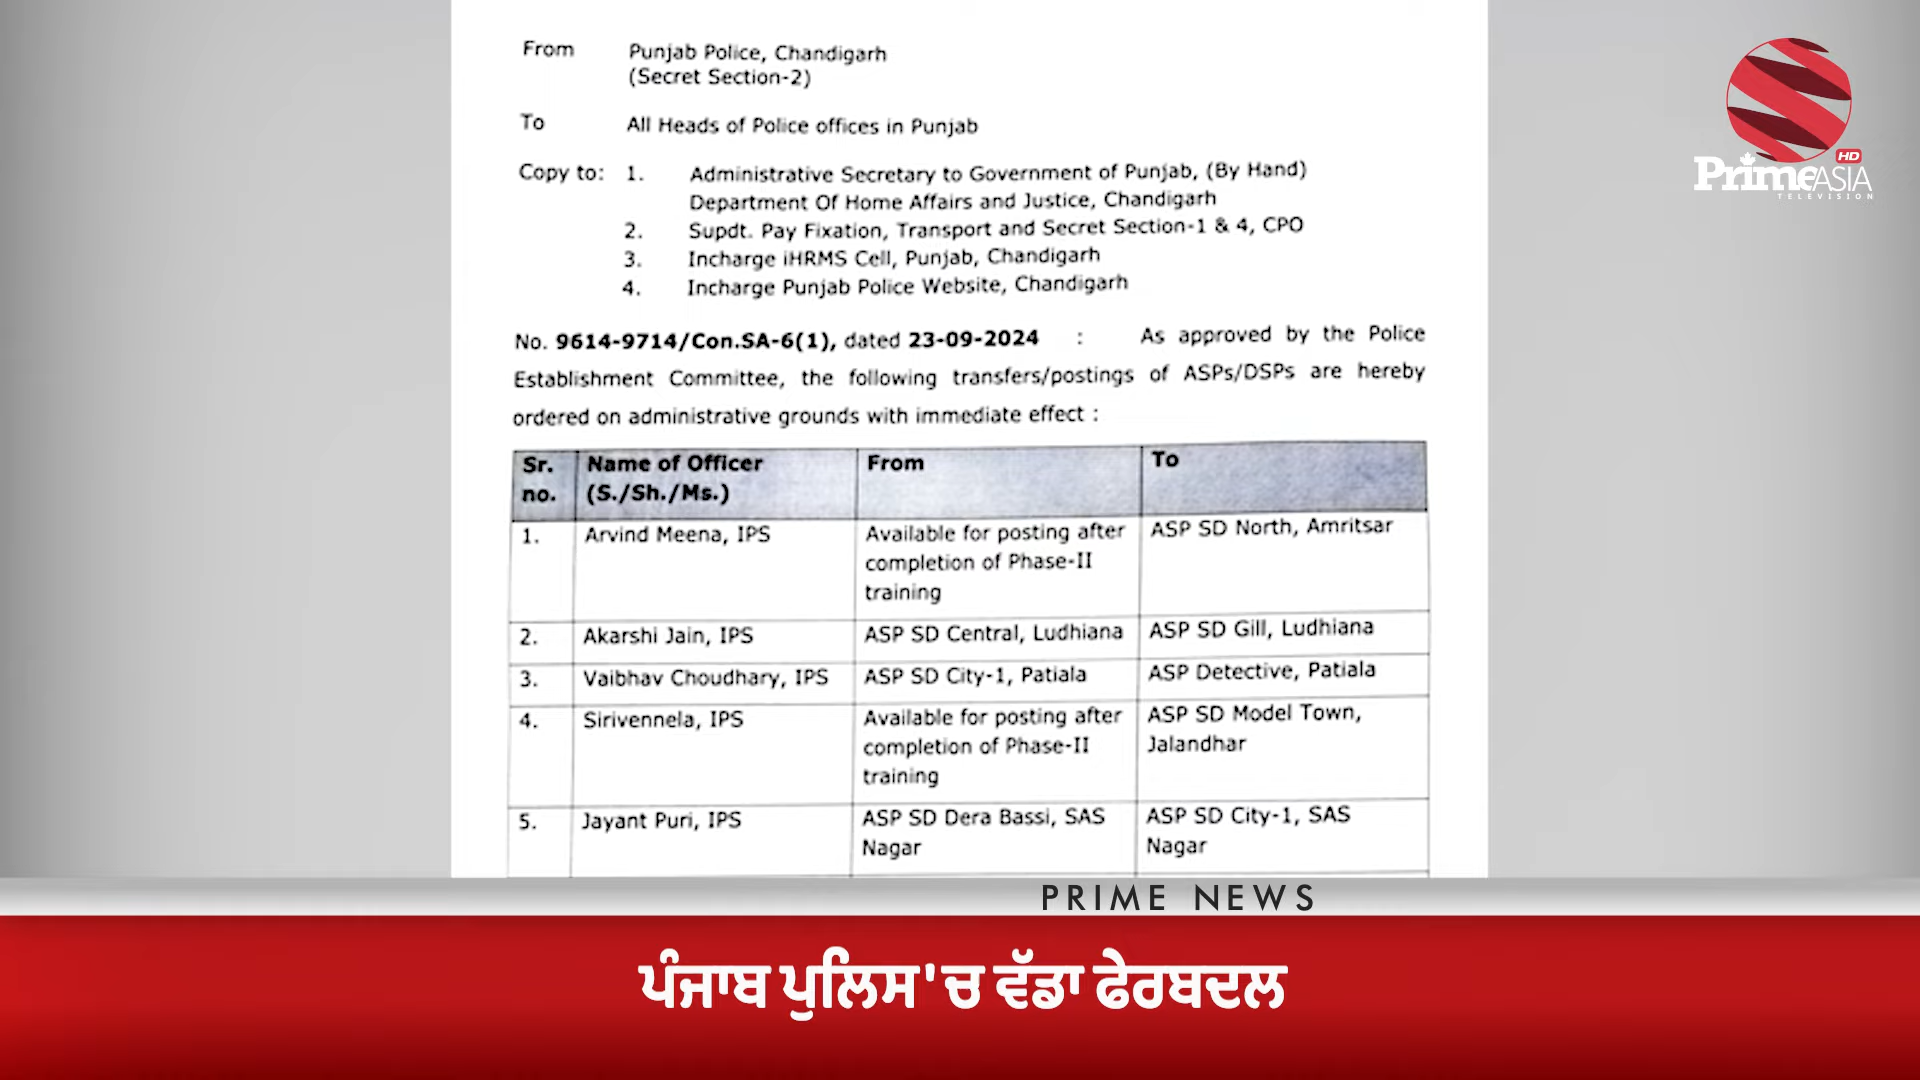 From Punjab Police, Chandigarh
(Secret Section-2)
To All Heads of Police offices in Punjab
Copy to: 1. Administrative Secretary to Government of Punjab, (By Hand)
Department Of Home Affairs and Justice, Chandigarh
2. Supdt. Pay Fixation, Transport and Secret Section-1 & 4, CPO
3. Incharge iHRMS Cell, Punjab, Chandigarh
4. Incharge Punjab Police Website, Chandigarh
No. 9614-9714/Con.SA-6(1), dated 23-09-2024 : As approved by the Police
Establishment Committee, the following transfers/postings of ASPs/DSPs are hereby
ordered on administrative grounds with immediate effect :
Sr. no. Name of Officer (S./Sh./Ms.) From To
1. Arvind Meena, IPS Available for posting after completion of Phase-II training ASP SD North, Amritsar
2. Akarshi Jain, IPS ASP SD Central, Ludhiana ASP SD Gill, Ludhiana
3. Vaibhav Choudhary, IPS ASP SD City-1, Patiala ASP Detective, Patiala
4. Sirivennela, IPS Available for posting after completion of Phase-II training ASP SD Model Town, Jalandhar
5. Jayant Puri, IPS ASP SD Dera Bassi, SAS Nagar ASP SD City-1, SAS Nagar
HD
Prime ASIA
TELEVISION
PRIME NEWS
ਪੰਜਾਬ ਪੁਲਿਸ 'ਚ ਵੱਡਾ ਫੇਰਬਦਲ